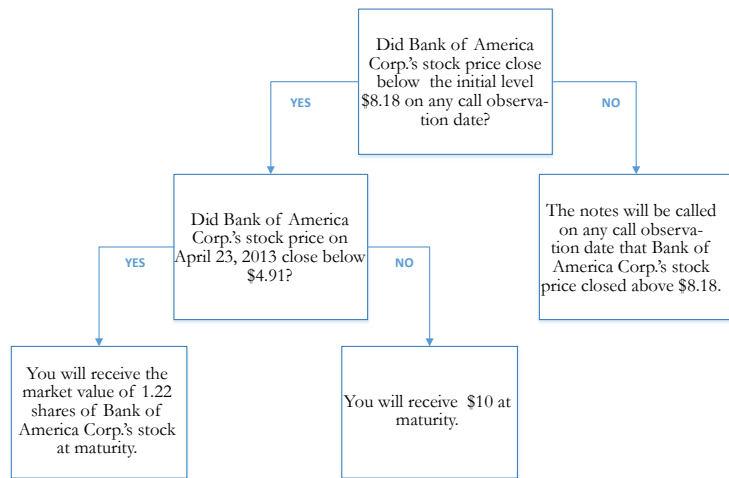 Did Bank of America
Corp.'s stock price close
below the initial level
$8.18 on any call observa-
tion date?
YES
NO
Did Bank of America
Corp.'s stock price on
April 23, 2013 close below
$4.91?
The notes will be called
on any call observa-
tion date that Bank of
America Corp.'s stock
price closed above $8.18.
YES
NO
You will receive the
market value of 1.22
shares of Bank of
America Corp.'s stock
at maturity.
You will receive $10 at
maturity.